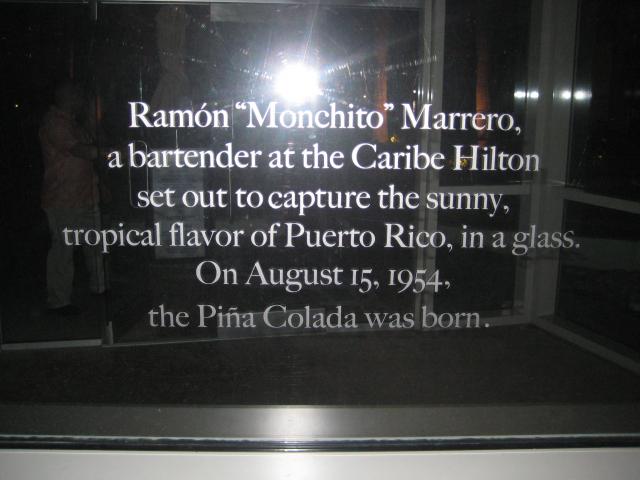 Ramón “Monchito” Marrero,
a bartender at the Caribe Hilton
set out to capture the sunny,
tropical flavor of Puerto Rico, in a glass.
On August 15, 1954,
the Piña Colada was born.